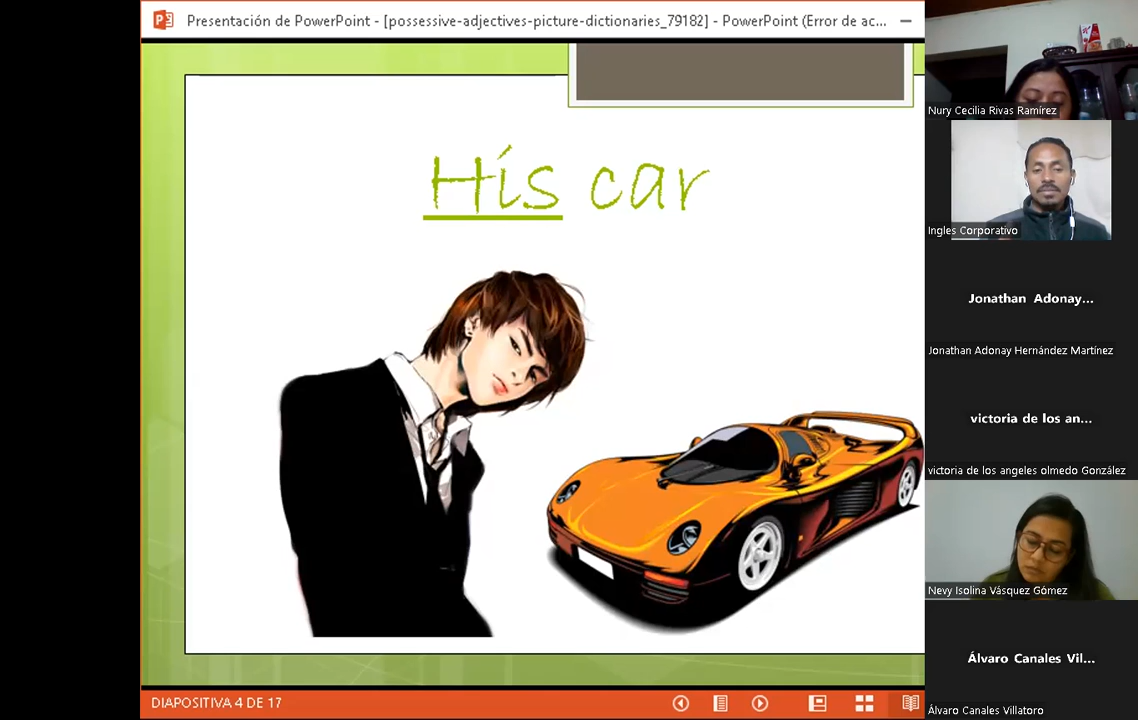 Presentación de PowerPoint - [possessive-adjectives-picture-dictionaries_79182] - PowerPoint (Error de ac...
His car
DIAPOSITIVA 4 DE 17
Nury Cecilia Rivas Ramírez
Ingles Corporativo
Jonathan Adonay...
Jonathan Adonay Hernández Martínez
victoria de los an...
victoria de los angeles olmedo González
Nevy Isolina Vásquez Gómez
Álvaro Canales Vil...
Álvaro Canales Villatoro